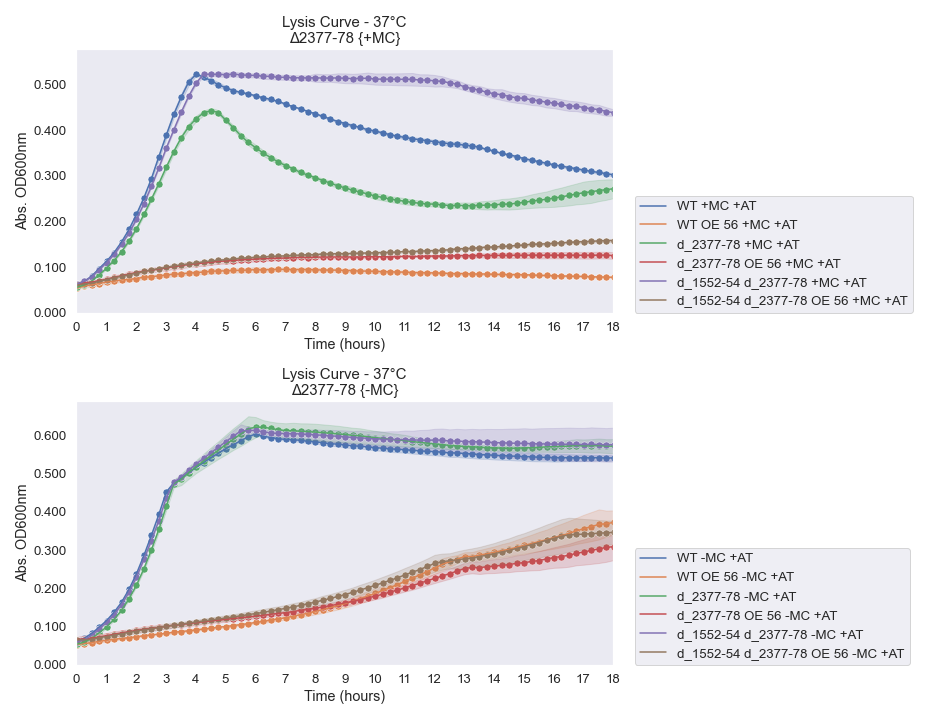 Lysis Curve - 37°C
Δ2377-78 {+MC}
Abs. OD600nm
0.500
0.400
0.300
0.200
0.100
0.000
0 1 2 3 4 5 6 7 8 9 10 11 12 13 14 15 16 17 18
Time (hours)
WT +MC +AT
WT OE 56 +MC +AT
d_2377-78 +MC +AT
d_2377-78 OE 56 +MC +AT
d_1552-54 d_2377-78 +MC +AT
d_1552-54 d_2377-78 OE 56 +MC +AT
Lysis Curve - 37°C
Δ2377-78 {-MC}
Abs. OD600nm
0.600
0.500
0.400
0.300
0.200
0.100
0.000
0 1 2 3 4 5 6 7 8 9 10 11 12 13 14 15 16 17 18
Time (hours)
WT -MC +AT
WT OE 56 -MC +AT
d_2377-78 -MC +AT
d_2377-78 OE 56 -MC +AT
d_1552-54 d_2377-78 -MC +AT
d_1552-54 d_2377-78 OE 56 -MC +AT